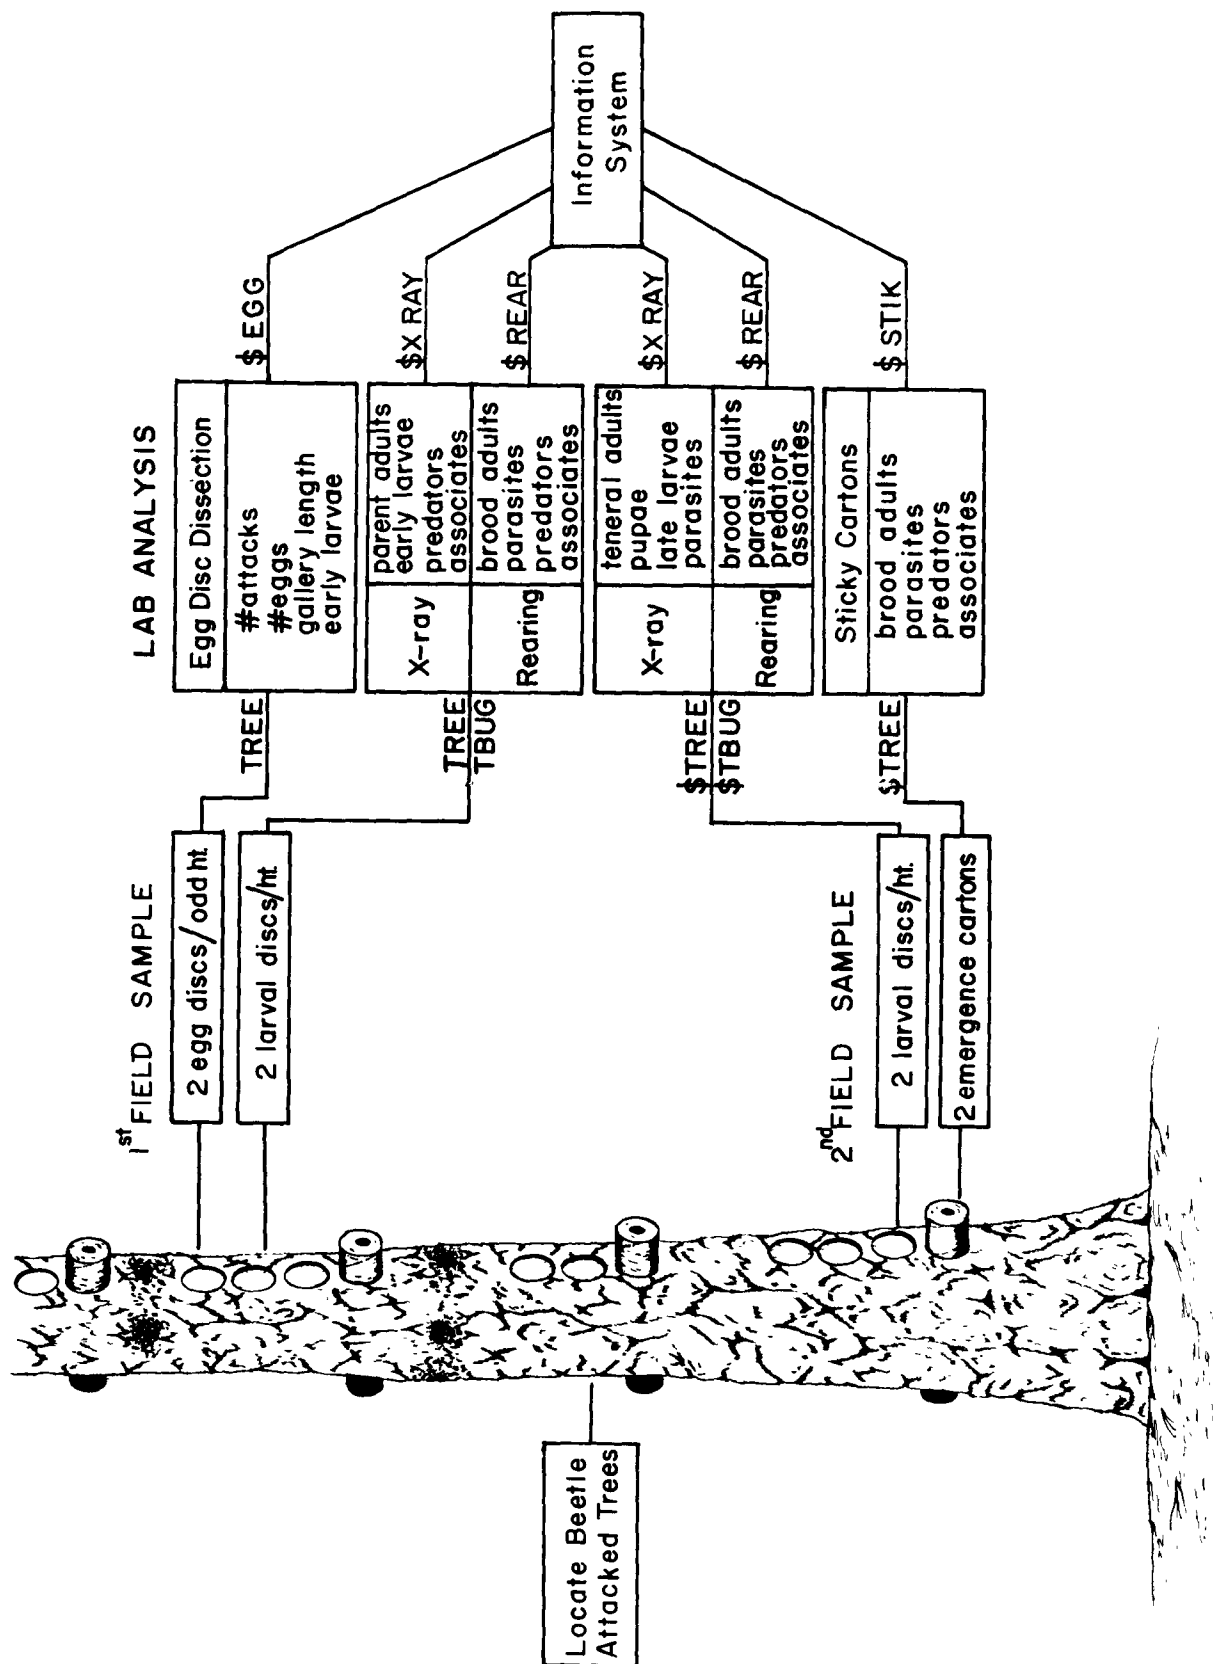 Locate Beetle
Attacked Trees
1st FIELD SAMPLE
2 egg discs/odd ht.
2 larval discs/ht.
2nd FIELD SAMPLE
2 larval discs/ht.
2 emergence cartons
TREE
TREE
TBUG
$TREE
$TBUG
$TREE
LAB ANALYSIS
Egg Disc Dissection
#attacks
#eggs
gallery length
early larvae
X-ray
parent adults
early larvae
predators
associates
Rearing
brood adults
parasites
predators
associates
X-ray
teneral adults
pupae
late larvae
parasites
Rearing
brood adults
parasites
predators
associates
Sticky Cartons
brood adults
parasites
predators
associates
$ EGG
$X RAY
$ REAR
$X RAY
$ REAR
$ STIK
Information
System